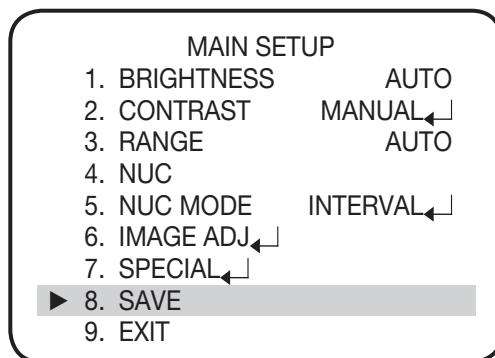 MAIN SETUP
1. BRIGHTNESS AUTO
2. CONTRAST MANUAL↲
3. RANGE AUTO
4. NUC
5. NUC MODE INTERVAL↲
6. IMAGE ADJ↲
7. SPECIAL↲
▶ 8. SAVE
9. EXIT